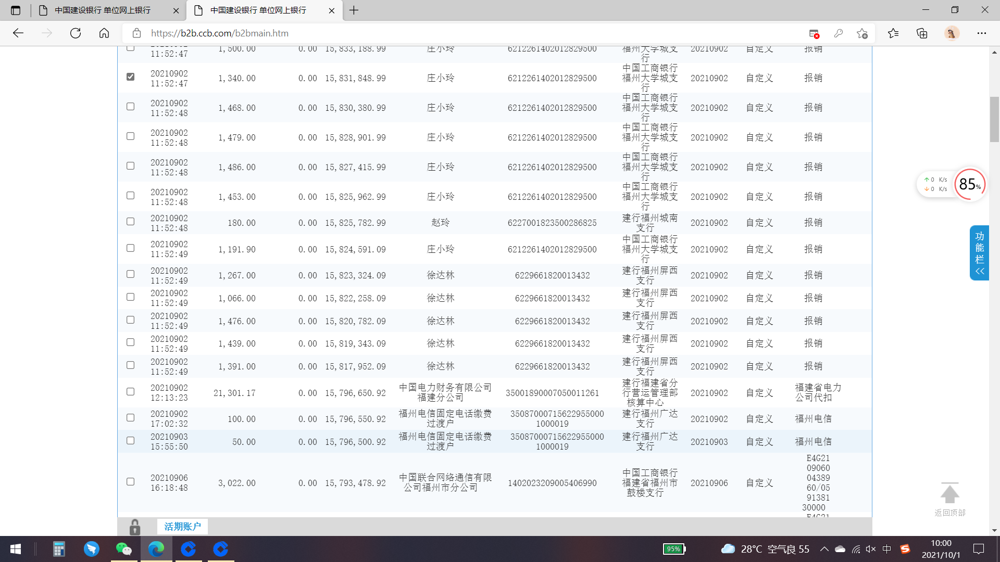 中国建设银行 单位网上银行
中国建设银行 单位网上银行
https://b2b.ccb.com/b2bmain.htm
11:52:47 1,500.00 0.00 15,833,188.99 庄小玲 6212261402012829500 福州大学城支行 20210902 自定义 报销
20210902 11:52:47 1,340.00 0.00 15,831,848.99 庄小玲 6212261402012829500 中国工商银行福州大学城支行 20210902 自定义 报销
20210902 11:52:48 1,468.00 0.00 15,830,380.99 庄小玲 6212261402012829500 中国工商银行福州大学城支行 20210902 自定义 报销
20210902 11:52:48 1,479.00 0.00 15,828,901.99 庄小玲 6212261402012829500 中国工商银行福州大学城支行 20210902 自定义 报销
20210902 11:52:48 1,486.00 0.00 15,827,415.99 庄小玲 6212261402012829500 中国工商银行福州大学城支行 20210902 自定义 报销
20210902 11:52:48 1,453.00 0.00 15,825,962.99 庄小玲 6212261402012829500 中国工商银行福州大学城支行 20210902 自定义 报销
20210902 11:52:48 180.00 0.00 15,825,782.99 赵玲 6227001823500286825 建行福州城南支行 20210902 自定义 报销
20210902 11:52:49 1,191.90 0.00 15,824,591.09 庄小玲 6212261402012829500 中国工商银行福州大学城支行 20210902 自定义 报销
20210902 11:52:49 1,267.00 0.00 15,823,324.09 徐达林 6229661820013432 建行福州屏西支行 20210902 自定义 报销
20210902 11:52:49 1,066.00 0.00 15,822,258.09 徐达林 6229661820013432 建行福州屏西支行 20210902 自定义 报销
20210902 11:52:49 1,476.00 0.00 15,820,782.09 徐达林 6229661820013432 建行福州屏西支行 20210902 自定义 报销
20210902 11:52:49 1,439.00 0.00 15,819,343.09 徐达林 6229661820013432 建行福州屏西支行 20210902 自定义 报销
20210902 11:52:49 1,391.00 0.00 15,817,952.09 徐达林 6229661820013432 建行福州屏西支行 20210902 自定义 报销
20210902 12:13:23 21,301.17 0.00 15,796,650.92 中国电力财务有限公司福建分公司 35001890007050011261 建行福建省分行营运管理部核算中心 20210902 自定义 福建省电力公司代扣
20210902 17:02:32 100.00 0.00 15,796,550.92 福州电信固定电话缴费过渡户 350870007156229550001000019 建行福州广达支行 20210902 自定义 福州电信
20210903 15:55:50 50.00 0.00 15,796,500.92 福州电信固定电话缴费过渡户 350870007156229550001000019 建行福州广达支行 20210903 自定义 福州电信
20210906 16:18:48 3,022.00 0.00 15,793,478.92 中国联合网络通信有限公司福州市分公司 1402023209005406990 中国工商银行福建省福州市鼓楼支行 20210906 自定义 E4G21090600438960/059138130000
E4G21
↑0 K/s
↓0 K/s
85%
功能栏
<<
返回顶部
活期账户
95%
28°C 空气良 55
中
10:00
2021/10/1